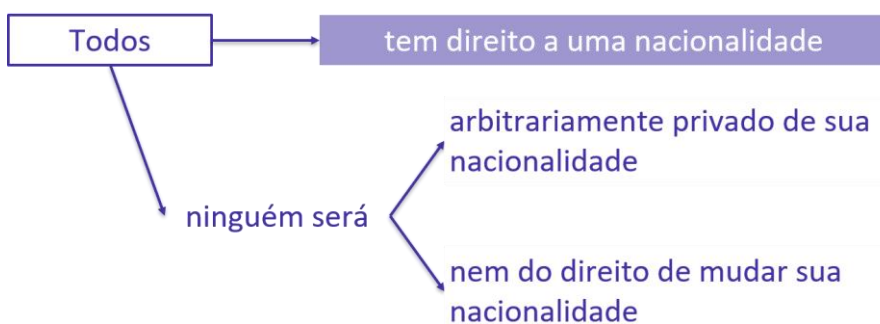 Todos
tem direito a uma nacionalidade
arbitrariamente privado de sua
nacionalidade
ninguém será
nem do direito de mudar sua
nacionalidade